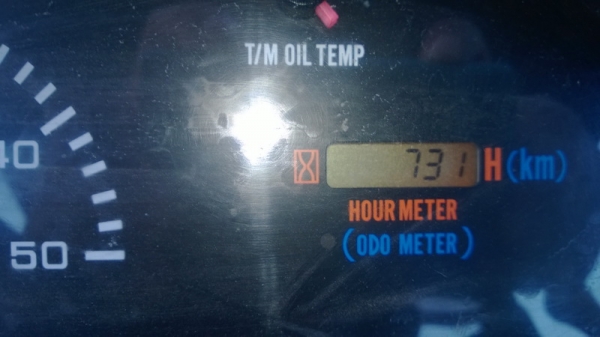 T/M OIL TEMP
40
731 H (km)
HOUR METER
(ODO METER)
50